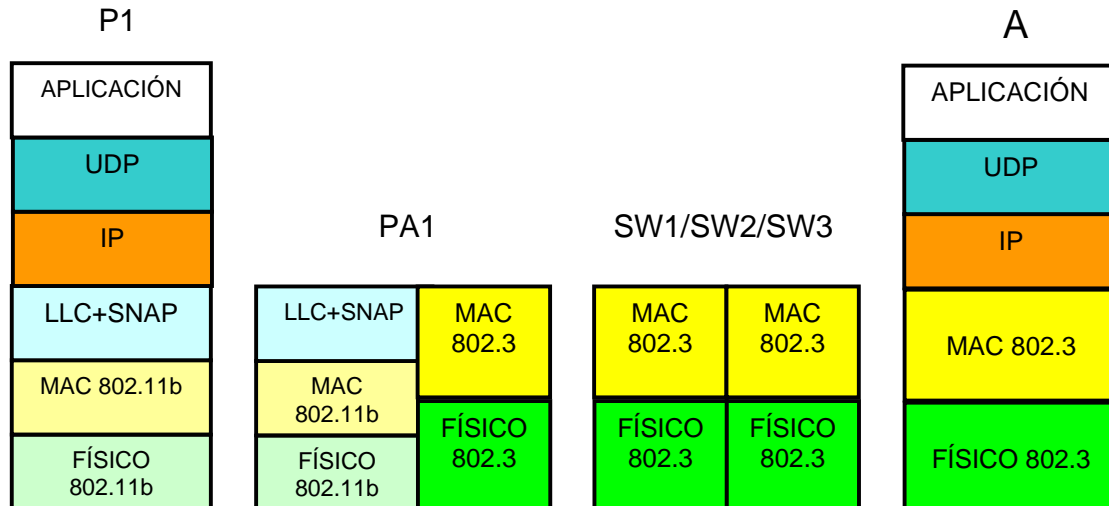 P1
APLICACIÓN
UDP
IP
LLC+SNAP
MAC 802.11b
FÍSICO
802.11b
PA1
LLC+SNAP
MAC
802.11b
FÍSICO
802.11b
MAC
802.3
FÍSICO
802.3
SW1/SW2/SW3
MAC
802.3
FÍSICO
802.3
MAC
802.3
FÍSICO
802.3
A
APLICACIÓN
UDP
IP
MAC 802.3
FÍSICO 802.3